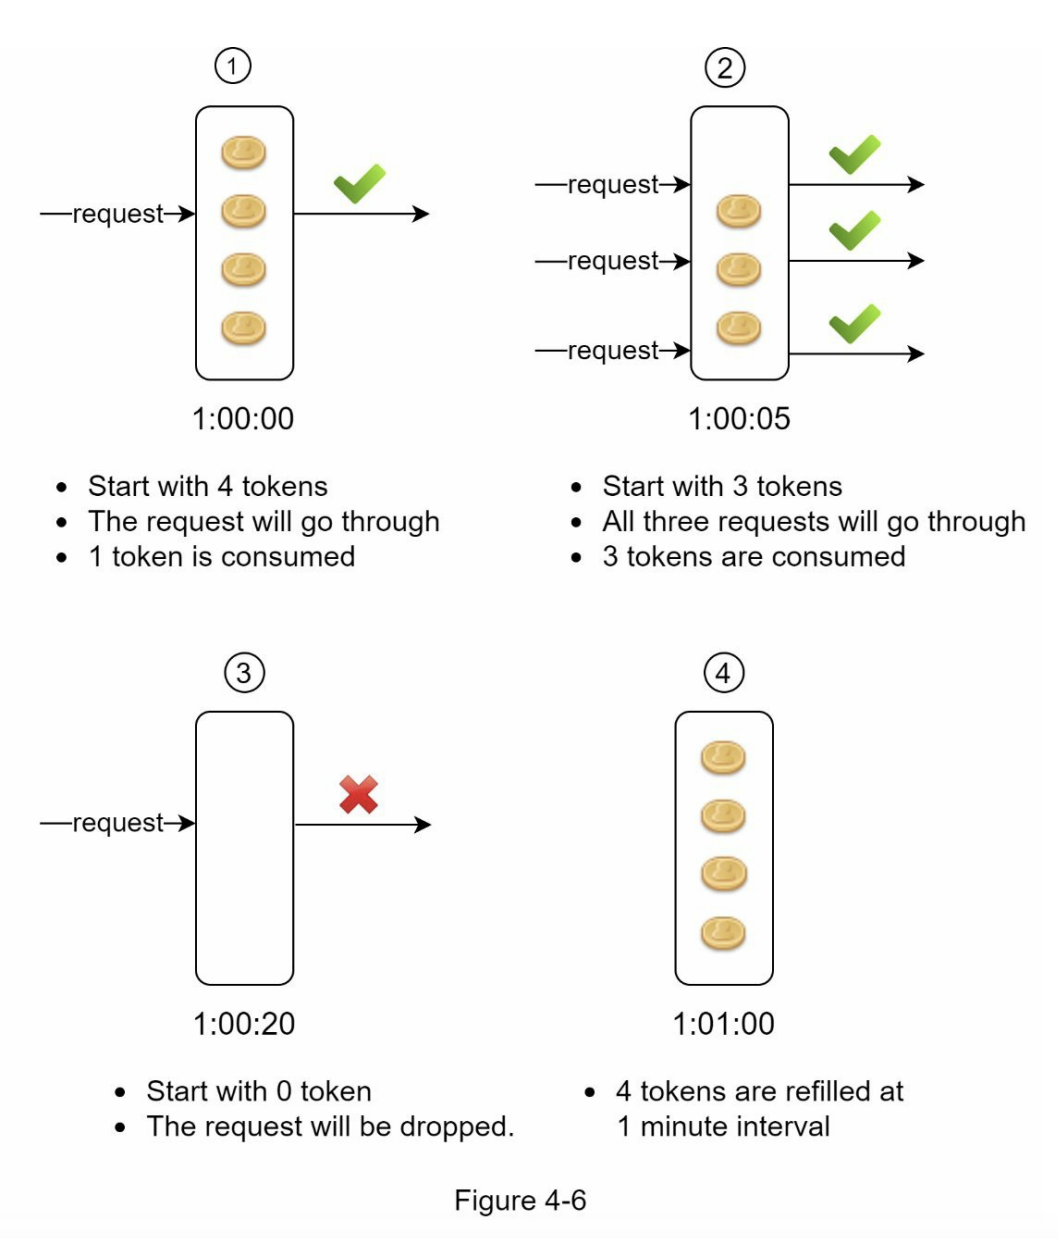 1
request
1:00:00
• Start with 4 tokens
• The request will go through
• 1 token is consumed
2
request
request
request
1:00:05
• Start with 3 tokens
• All three requests will go through
• 3 tokens are consumed
3
request
1:00:20
• Start with 0 token
• The request will be dropped.
4
1:01:00
• 4 tokens are refilled at
1 minute interval
Figure 4-6